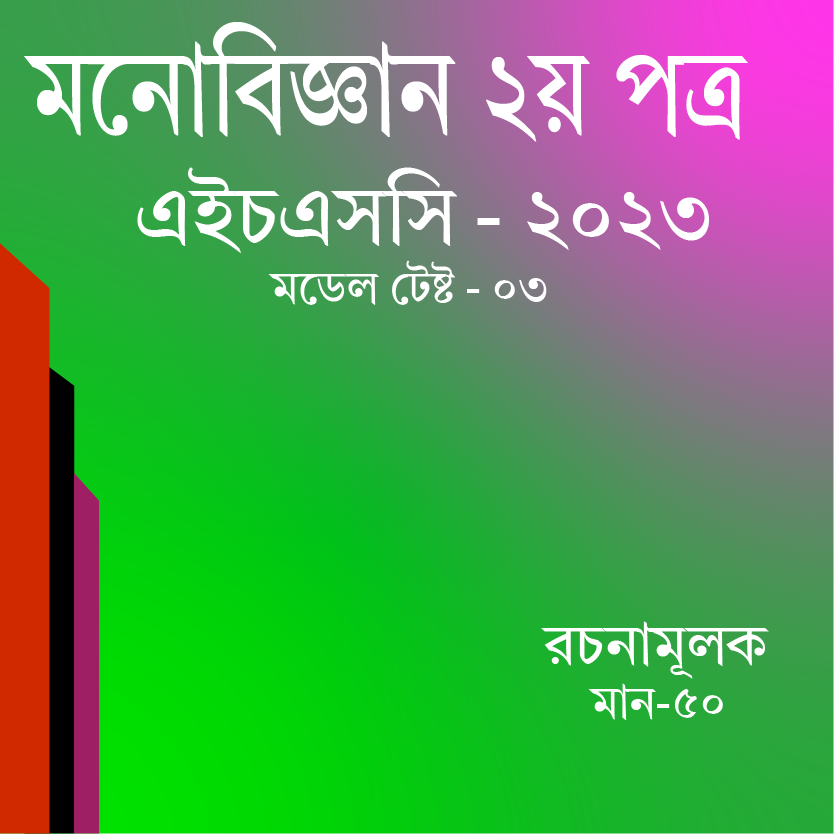 মনোবিজ্ঞান ২য় পত্র
এইচএসসি - ২০২৩
মডেল টেষ্ট - ০৩
রচনামূলক
মান-৫০